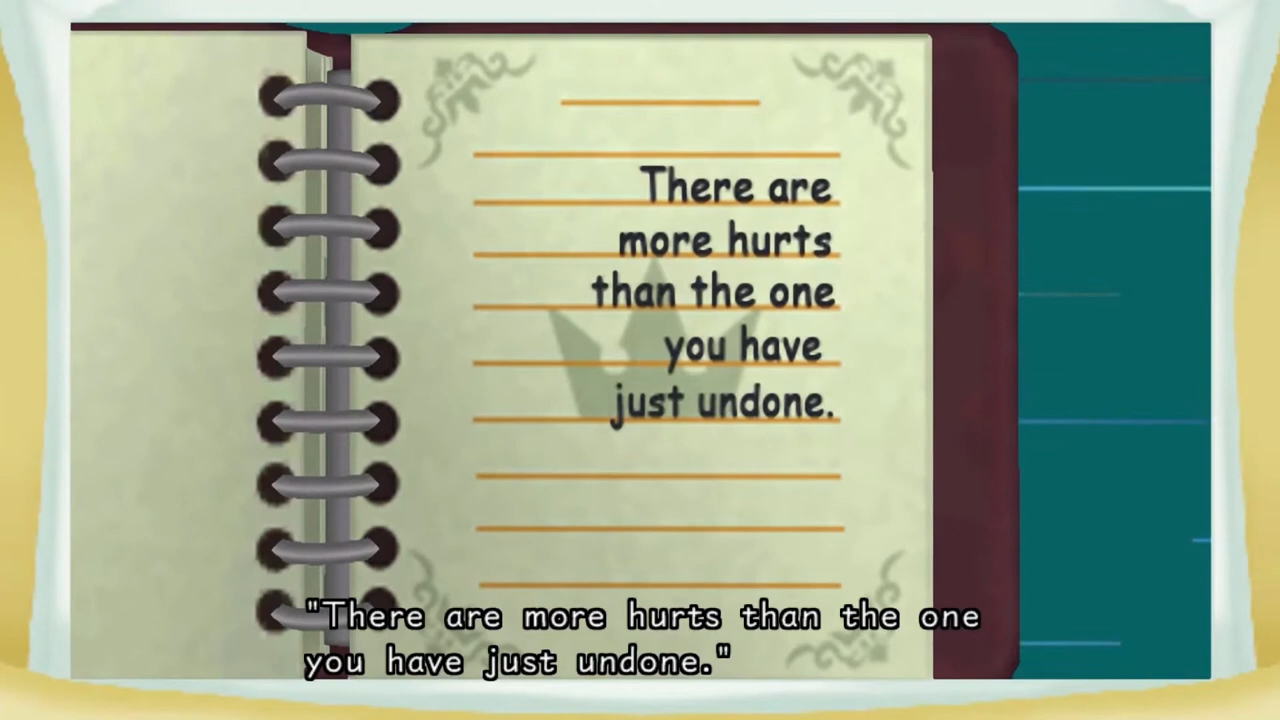 There are
more hurts
than the one
you have
just undone.
"There are more hurts than the one
you have just undone."